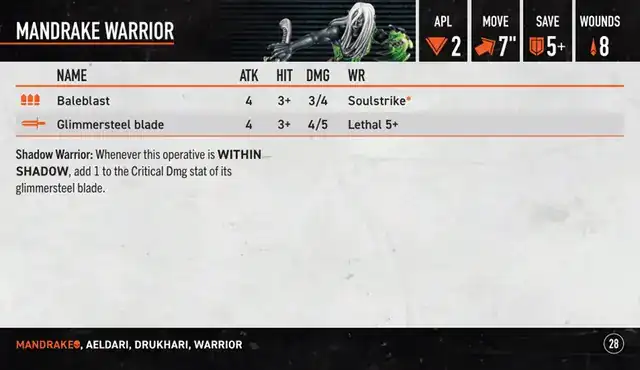 MANDRAKE WARRIOR
APL
2
MOVE
7"
SAVE
5+
WOUNDS
8
NAME ATK HIT DMG WR
Baleblast 4 3+ 3/4 Soulstrike*
Glimmersteel blade 4 3+ 4/5 Lethal 5+
Shadow Warrior: Whenever this operative is WITHIN
SHADOW, add 1 to the Critical Dmg stat of its
glimmersteel blade.
MANDRAKE, AELDARI, DRUKHARI, WARRIOR
28